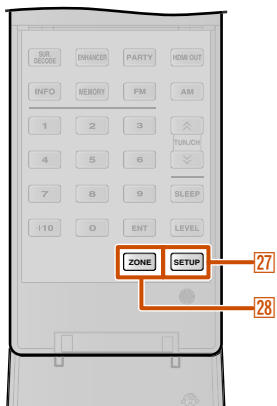 SUR. DECODE ENHANCER PARTY HDMI OUT
INFO MEMORY FM AM
1 2 3
TUN./CH
4 5 6
7 8 9 SLEEP
+10 0 ENT LEVEL
ZONE SETUP 27
28